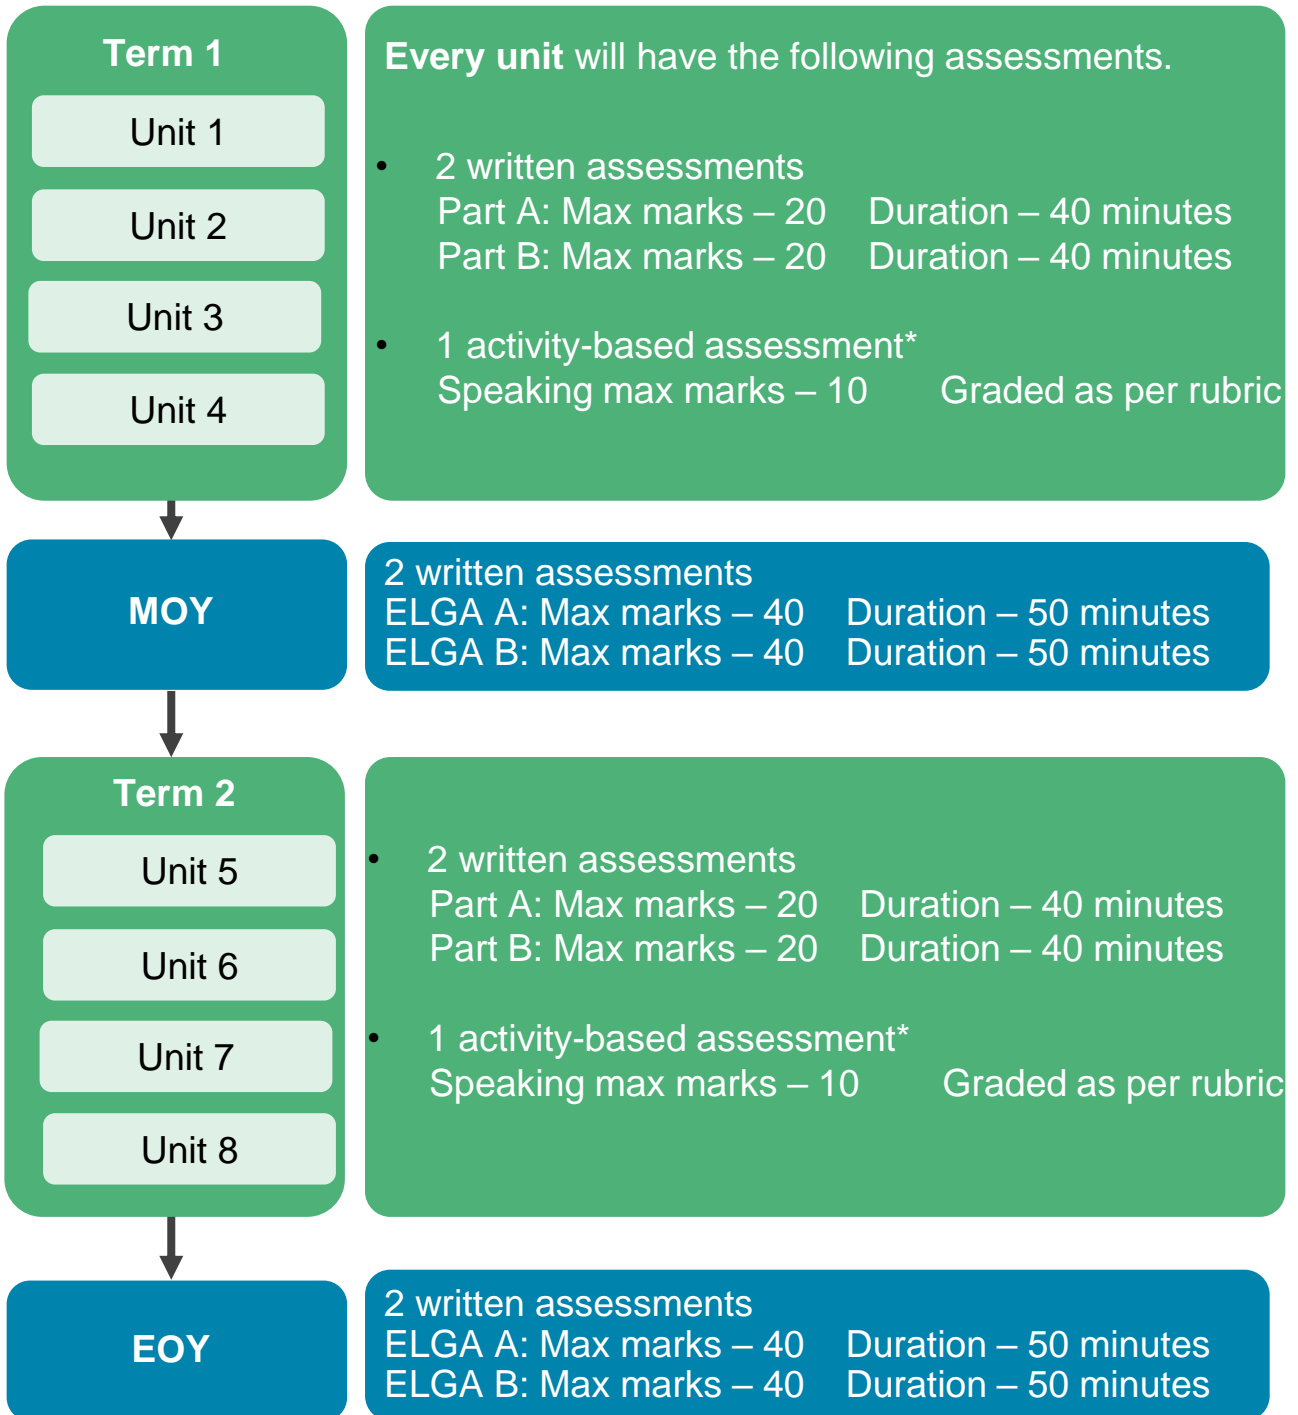 Term 1
Unit 1
Unit 2
Unit 3
Unit 4
Every unit will have the following assessments.
• 2 written assessments
Part A: Max marks – 20 Duration – 40 minutes
Part B: Max marks – 20 Duration – 40 minutes
• 1 activity-based assessment*
Speaking max marks – 10 Graded as per rubric
MOY
2 written assessments
ELGA A: Max marks – 40 Duration – 50 minutes
ELGA B: Max marks – 40 Duration – 50 minutes
Term 2
Unit 5
Unit 6
Unit 7
Unit 8
• 2 written assessments
Part A: Max marks – 20 Duration – 40 minutes
Part B: Max marks – 20 Duration – 40 minutes
• 1 activity-based assessment*
Speaking max marks – 10 Graded as per rubric
EOY
2 written assessments
ELGA A: Max marks – 40 Duration – 50 minutes
ELGA B: Max marks – 40 Duration – 50 minutes